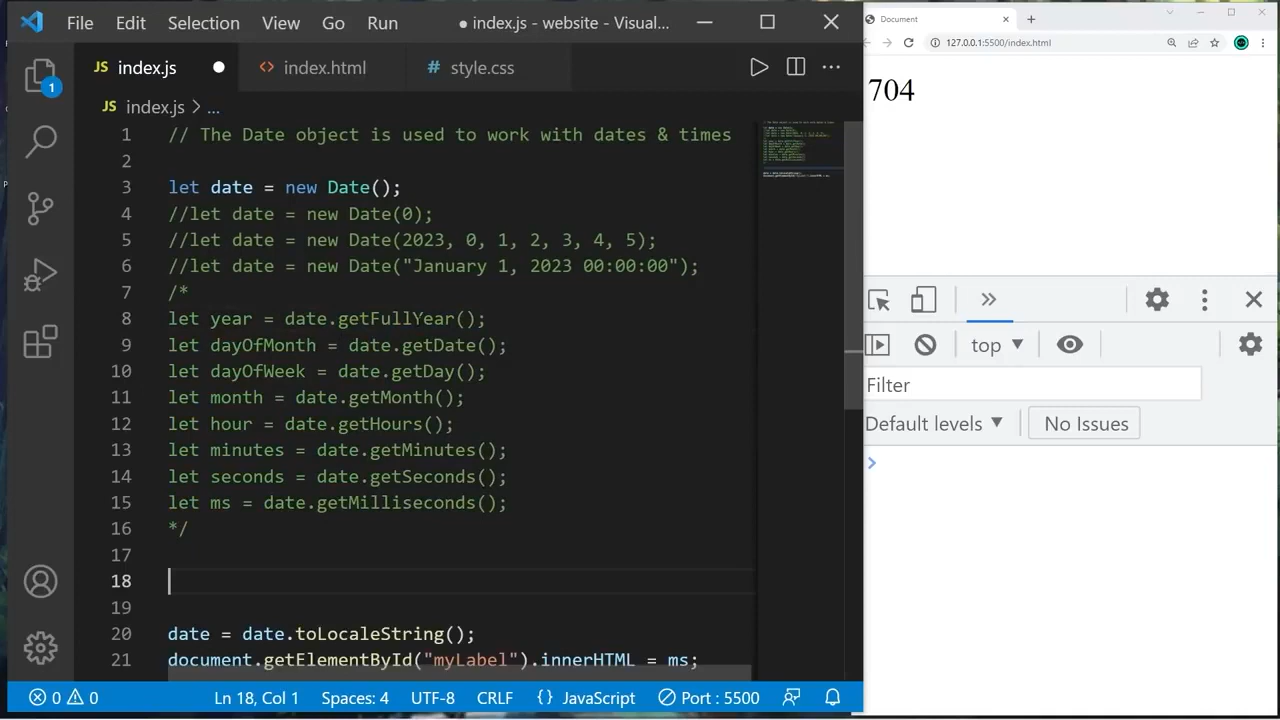 File Edit Selection View Go Run ● index.js - website - Visual...
JS index.js ● <> index.html # style.css ...
JS index.js > ...
1 // The Date object is used to work with dates & times
2
3 let date = new Date();
4 //let date = new Date(0);
5 //let date = new Date(2023, 0, 1, 2, 3, 4, 5);
6 //let date = new Date("January 1, 2023 00:00:00");
7 /*
8 let year = date.getFullYear();
9 let dayOfMonth = date.getDate();
10 let dayOfWeek = date.getDay();
11 let month = date.getMonth();
12 let hour = date.getHours();
13 let minutes = date.getMinutes();
14 let seconds = date.getSeconds();
15 let ms = date.getMilliseconds();
16 */
17
18
19
20 date = date.toLocaleString();
21 document.getElementById("myLabel").innerHTML = ms;
1
0 0 Ln 18, Col 1 Spaces: 4 UTF-8 CRLF {} JavaScript Port : 5500
Document
127.0.0.1:5500/index.html
704
top
Filter
Default levels No Issues